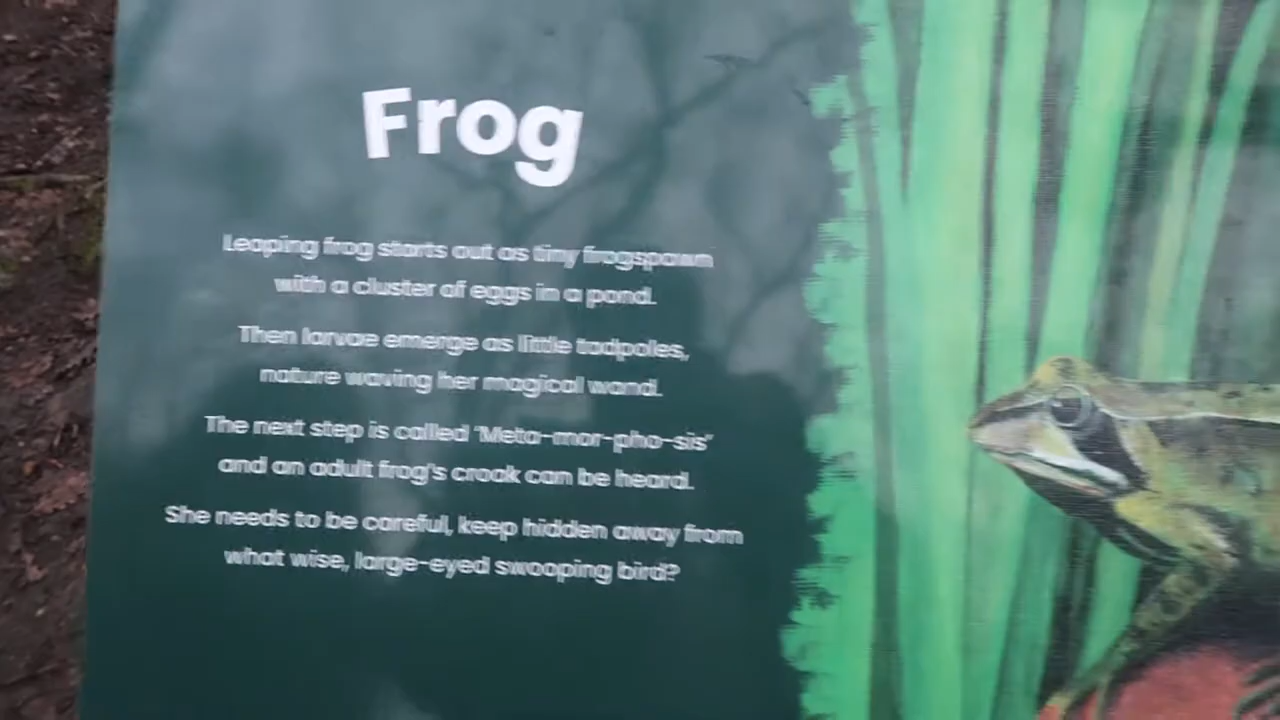 Frog
Leaping frog starts out as tiny frogspawn
with a cluster of eggs in a pond.
Then larvae emerge as little tadpoles,
nature waving her magical wand.
The next step is called ‘Meta-mor-pho-sis’
and an adult frog's croak can be heard.
She needs to be careful, keep hidden away from
what wise, large-eyed swooping bird?